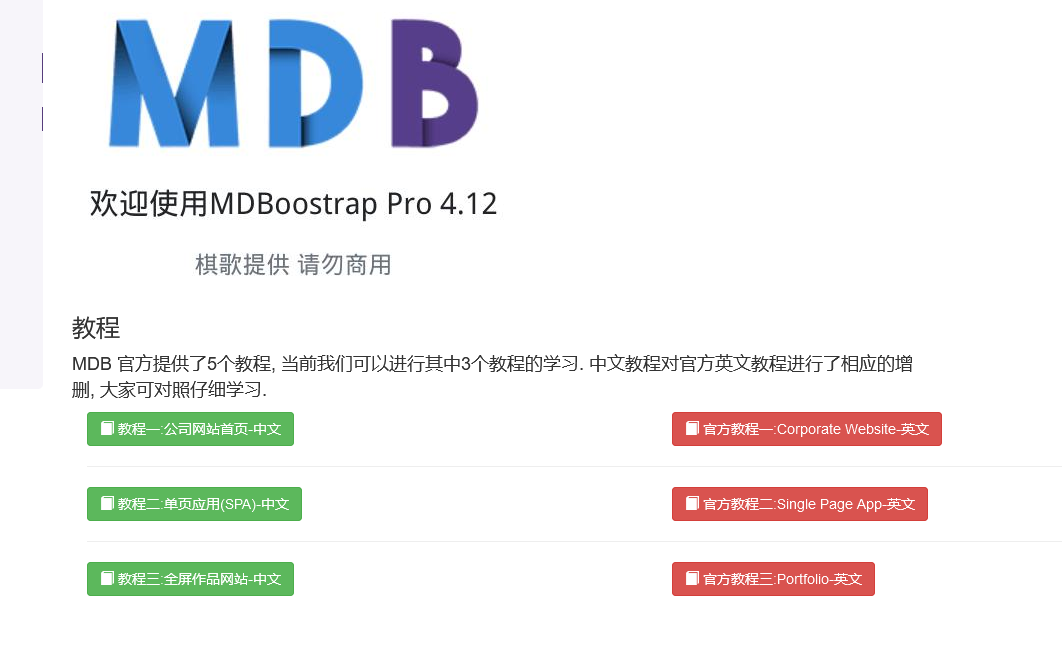 MDB
欢迎使用MDBoostrap Pro 4.12
棋歌提供 请勿商用
教程
MDB 官方提供了5个教程, 当前我们可以进行其中3个教程的学习. 中文教程对官方英文教程进行了相应的增
删, 大家可对照仔细学习.
教程一:公司网站首页-中文
官方教程一:Corporate Website-英文
教程二:单页应用(SPA)-中文
官方教程二:Single Page App-英文
教程三:全屏作品网站-中文
官方教程三:Portfolio-英文